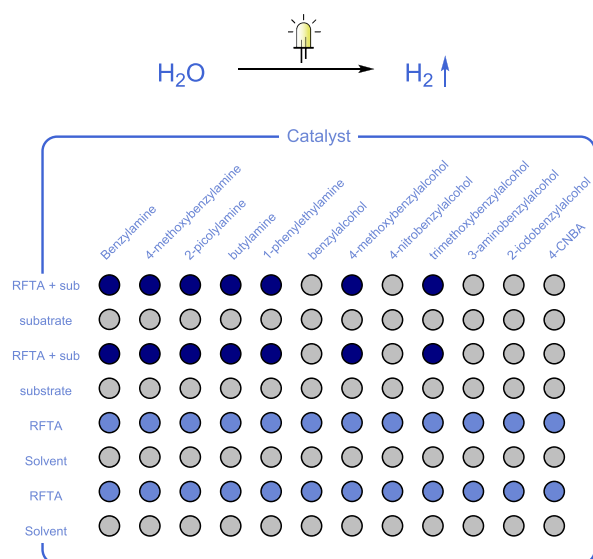 H₂O H₂
Catalyst
Benzylamine
4-methoxybenzylamine
2-picolylamine
butylamine
1-phenylethylamine
benzylalcohol
4-methoxybenzylalcohol
4-nitrobenzylalcohol
trimethoxybenzylalcohol
3-aminobenzylalcohol
2-iodobenzylalcohol
4-CNBA
RFTA + sub
subatrate
RFTA + sub
substrate
RFTA
Solvent
RFTA
Solvent